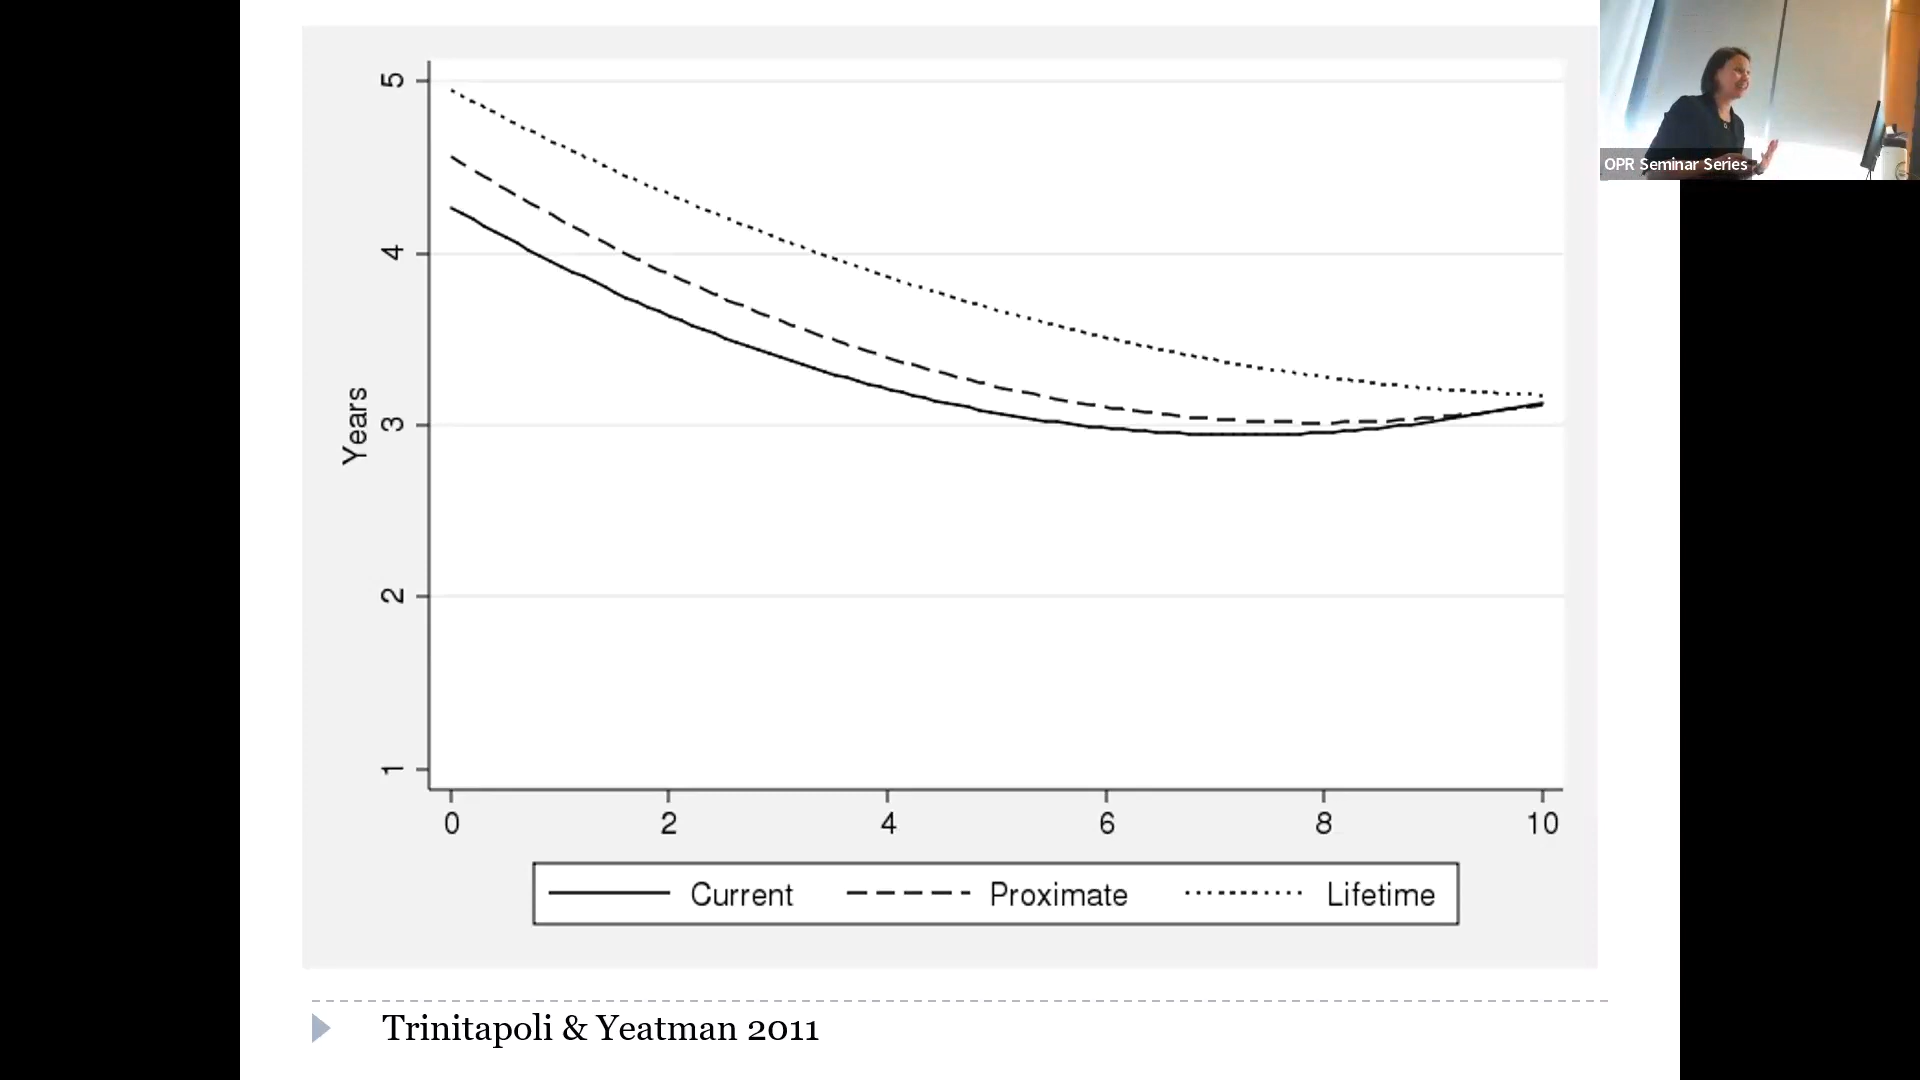 5
4
3
2
1
Years
0 2 4 6 8 10
Current Proximate Lifetime
Trinitapoli & Yeatman 2011
OPR Seminar Series